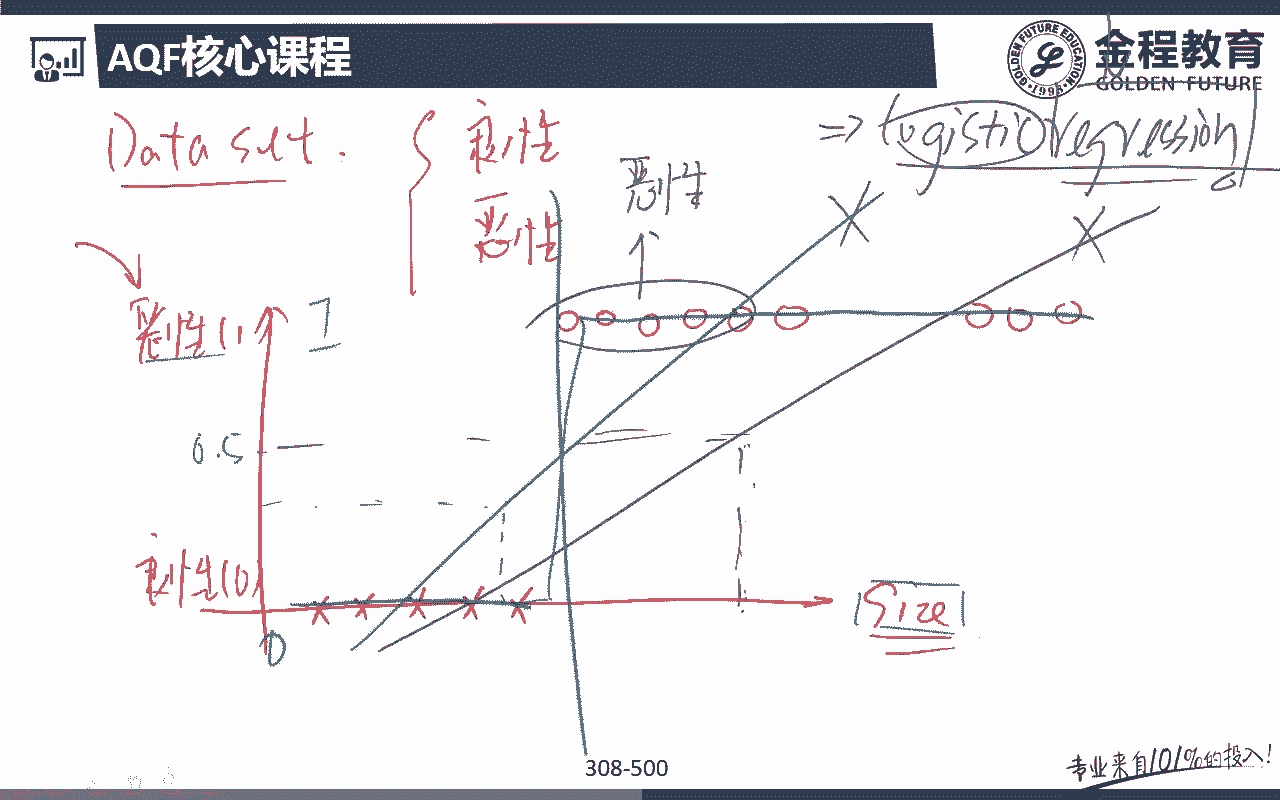 AQF核心课程
金程教育
GOLDEN FUTURE
GOLDEN FUTURE EDUCATION
· 1998 ·
Data set.
良性
恶性
恶性
=> logistic regression
恶性(1)
1
0.5
良性(0)
0
Size
308-500
专业来自101%的投入!